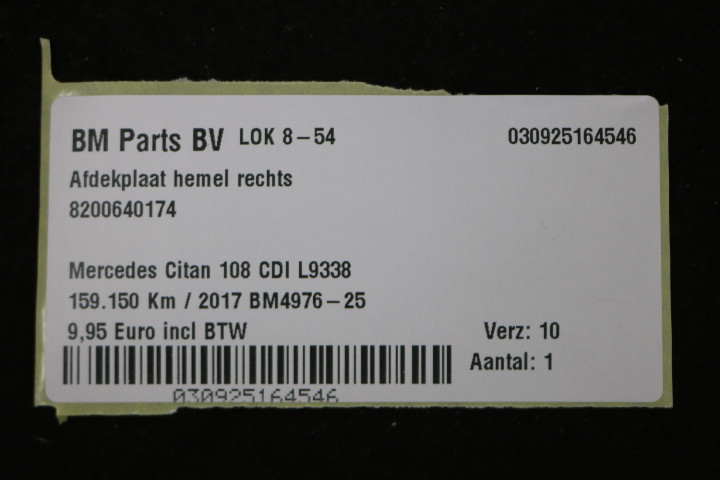 BM Parts BV LOK 8-54 030925164546
Afdekplaat hemel rechts
8200640174
Mercedes Citan 108 CDI L9338
159.150 Km / 2017 BM4976-25
9,95 Euro incl BTW Verz: 10
Aantal: 1
030925164546